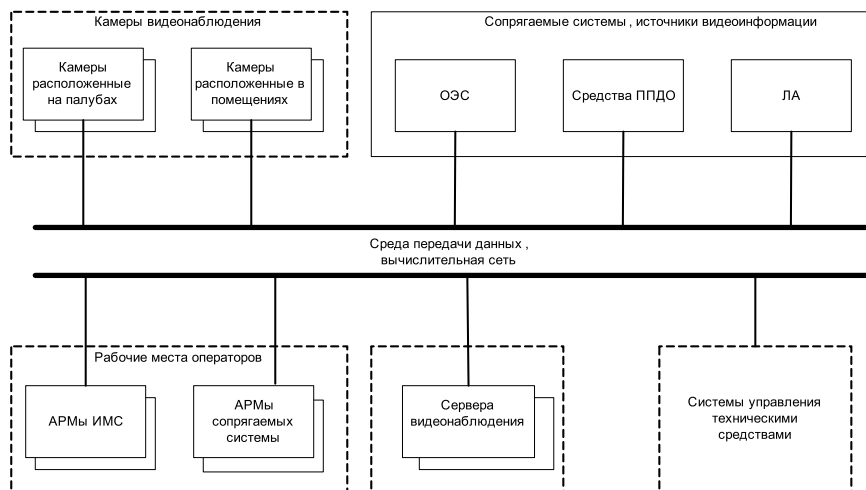 Камеры видеонаблюдения
Камеры
расположенные
на палубах
Камеры
расположенные в
помещениях
Сопрягаемые системы , источники видеоинформации
ОЭС
Средства ППДО
ЛА
Среда передачи данных ,
вычислительная сеть
Рабочие места операторов
АРМы ИМС
АРМы
сопрягаемых
системы
Сервера
видеонаблюдения
Системы управления
техническими
средствами